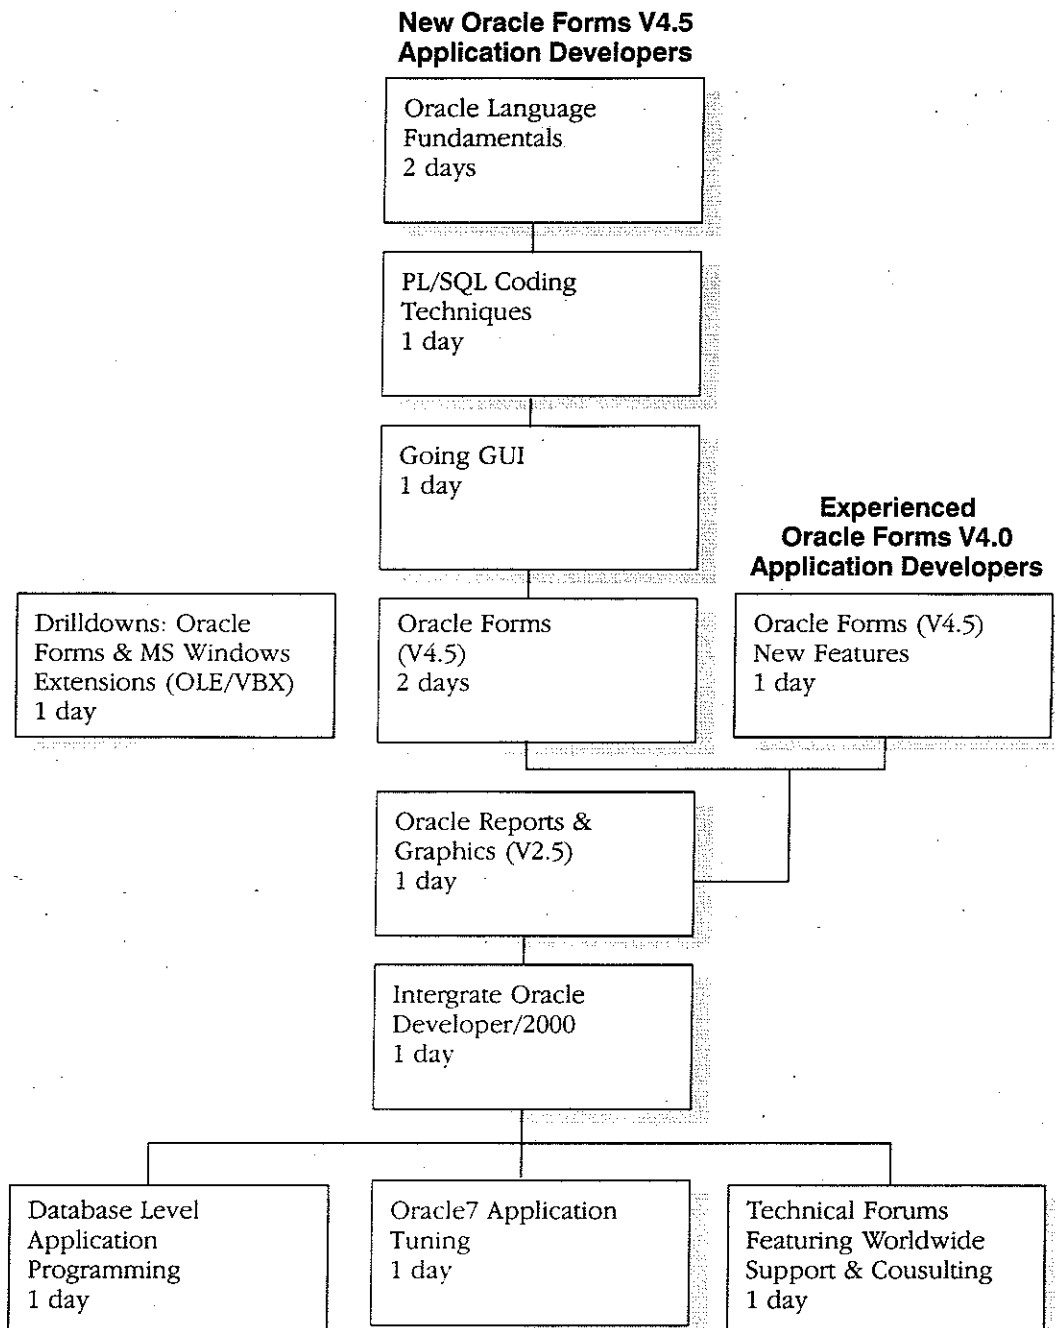 New Oracle Forms V4.5
Application Developers
Oracle Language
Fundamentals
2 days
PL/SQL Coding
Techniques
1 day
Going GUI
1 day
Experienced
Oracle Forms V4.0
Application Developers
Drilldowns: Oracle
Forms & MS Windows
Extensions (OLE/VBX)
1 day
Oracle Forms
(V4.5)
2 days
Oracle Forms (V4.5)
New Features
1 day
Oracle Reports &
Graphics (V2.5)
1 day
Intergrate Oracle
Developer/2000
1 day
Database Level
Application
Programming
1 day
Oracle7 Application
Tuning
1 day
Technical Forums
Featuring Worldwide
Support & Cousulting
1 day